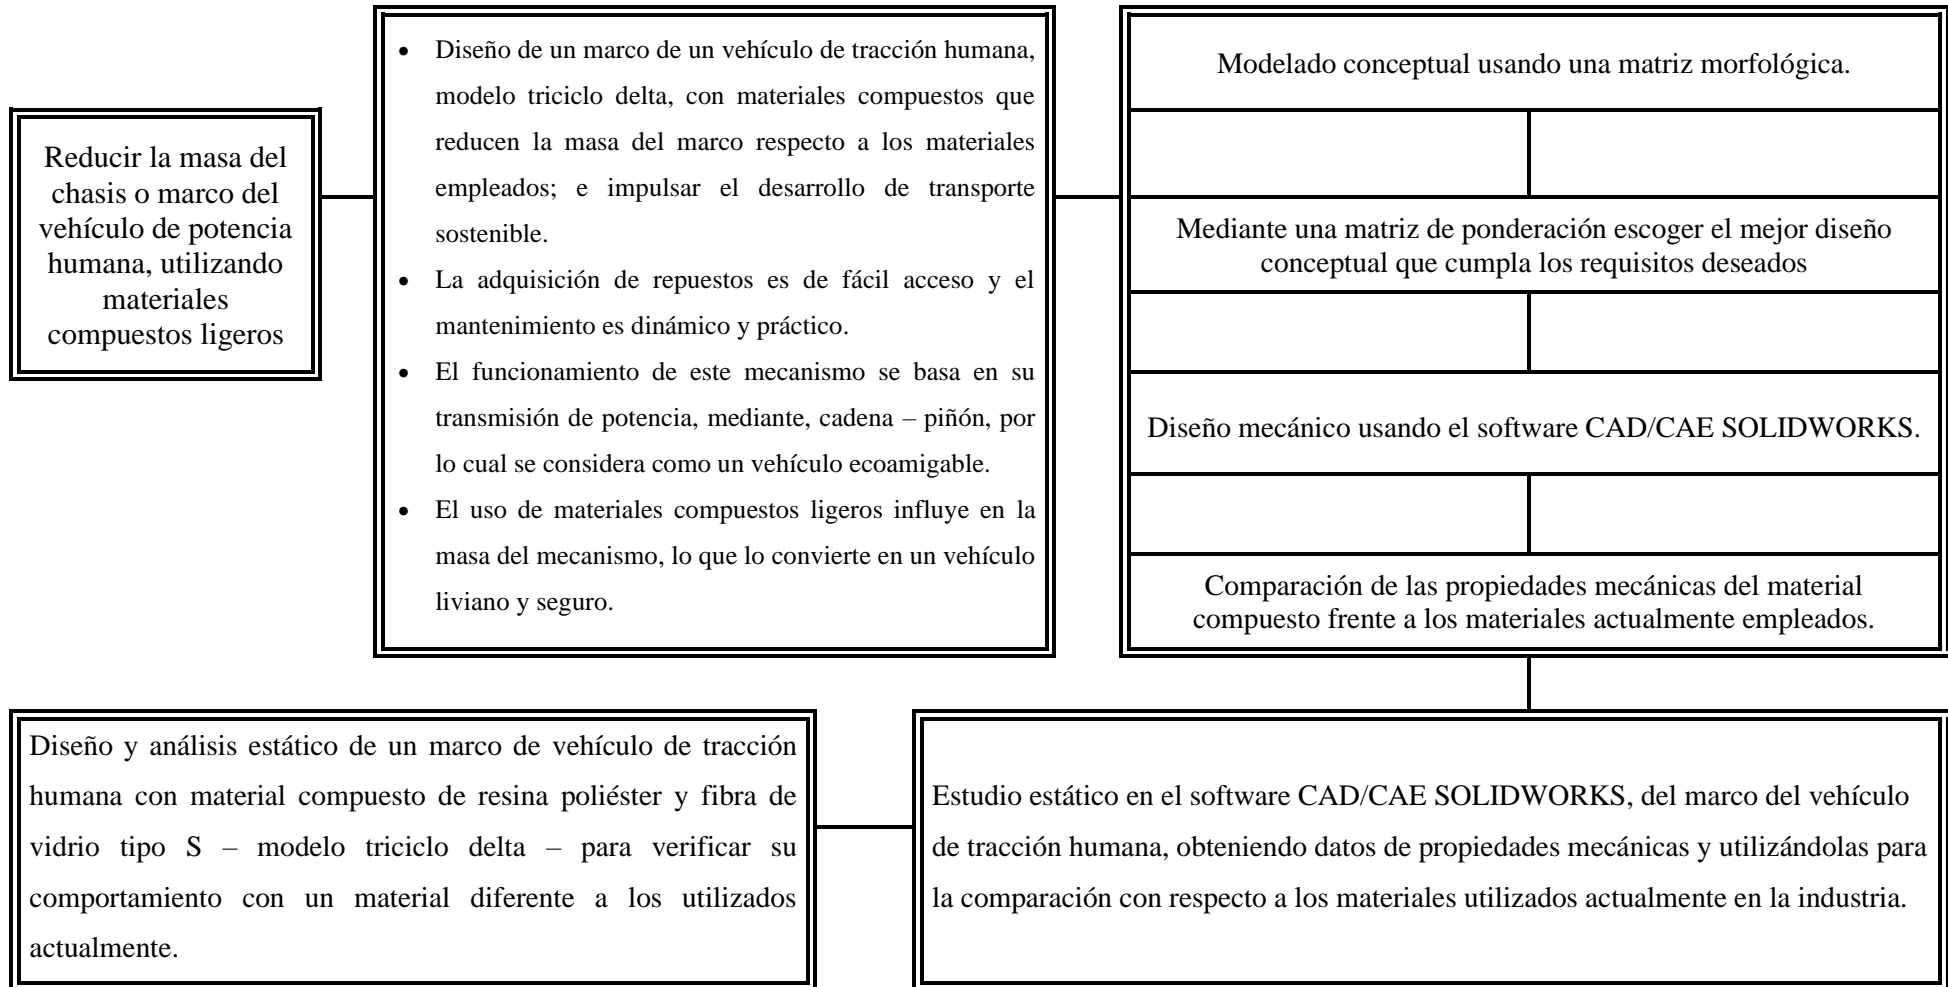 Reducir la masa del
chasis o marco del
vehículo de potencia
humana, utilizando
materiales
compuestos ligeros
• Diseño de un marco de un vehículo de tracción humana,
modelo triciclo delta, con materiales compuestos que
reducen la masa del marco respecto a los materiales
empleados; e impulsar el desarrollo de transporte
sostenible.
• La adquisición de repuestos es de fácil acceso y el
mantenimiento es dinámico y práctico.
• El funcionamiento de este mecanismo se basa en su
transmisión de potencia, mediante, cadena – piñón, por
lo cual se considera como un vehículo ecoamigable.
• El uso de materiales compuestos ligeros influye en la
masa del mecanismo, lo que lo convierte en un vehículo
liviano y seguro.
Modelado conceptual usando una matriz morfológica.
Mediante una matriz de ponderación escoger el mejor diseño
conceptual que cumpla los requisitos deseados
Diseño mecánico usando el software CAD/CAE SOLIDWORKS.
Comparación de las propiedades mecánicas del material
compuesto frente a los materiales actualmente empleados.
Diseño y análisis estático de un marco de vehículo de tracción
humana con material compuesto de resina poliéster y fibra de
vidrio tipo S – modelo triciclo delta – para verificar su
comportamiento con un material diferente a los utilizados
actualmente.
Estudio estático en el software CAD/CAE SOLIDWORKS, del marco del vehículo
de tracción humana, obteniendo datos de propiedades mecánicas y utilizándolas para
la comparación con respecto a los materiales utilizados actualmente en la industria.